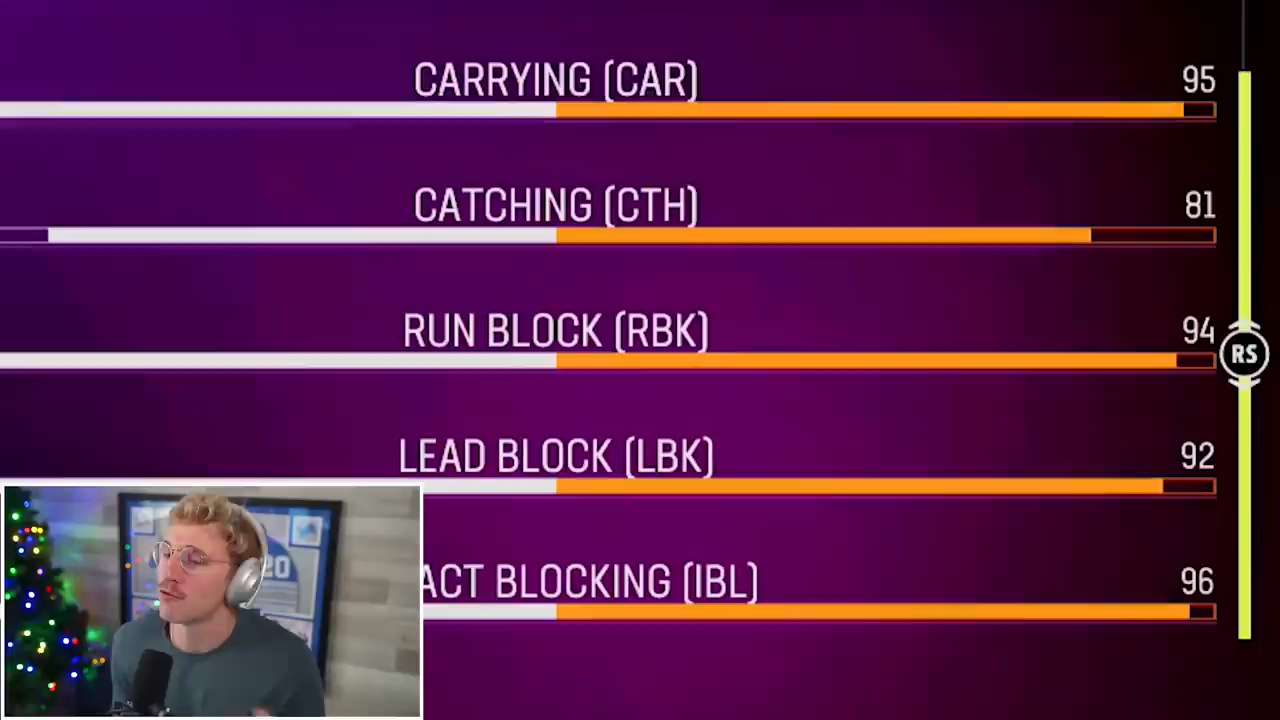 CARRYING (CAR) 95
CATCHING (CTH) 81
RUN BLOCK (RBK) 94
RS
LEAD BLOCK (LBK) 92
ACT BLOCKING (IBL) 96
20